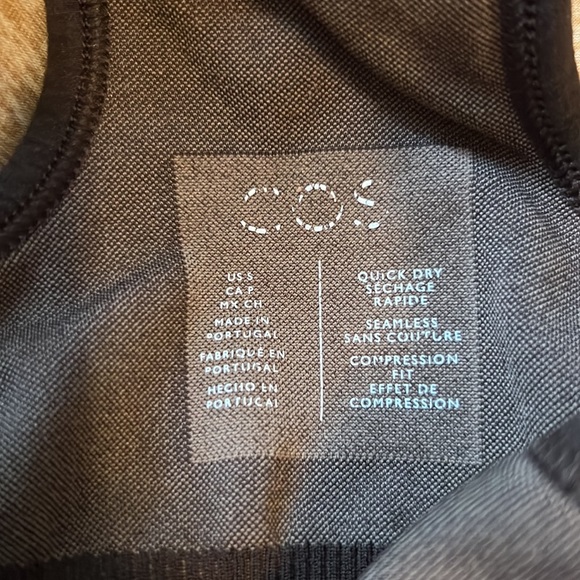 COS
US S
CA P
MX CH
MADE IN
PORTUGAL
FABRIQUÉ EN
PORTUGAL
HECHO EN
PORTUGAL
QUICK DRY
SÉCHAGE
RAPIDE
SEAMLESS
SANS COUTURE
COMPRESSION
FIT
EFFET DE
COMPRESSION